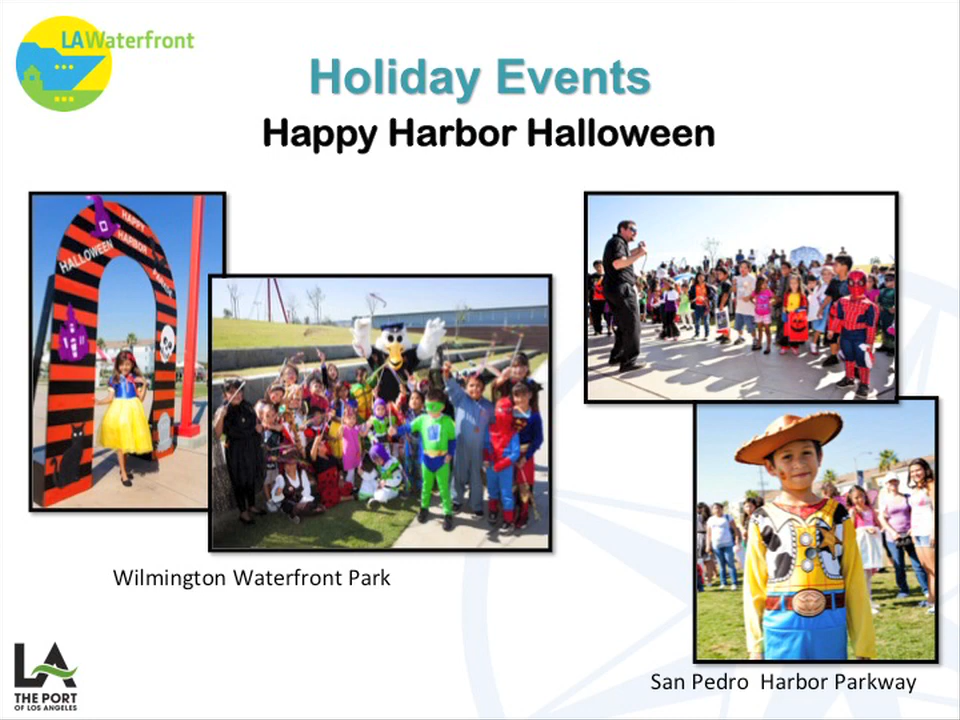 LAWaterfront
Holiday Events
Happy Harbor Halloween
HAPPY
HARBOR
HALLOWEEN
Wilmington Waterfront Park
San Pedro  Harbor Parkway
LA
THE PORT
OF LOS ANGELES